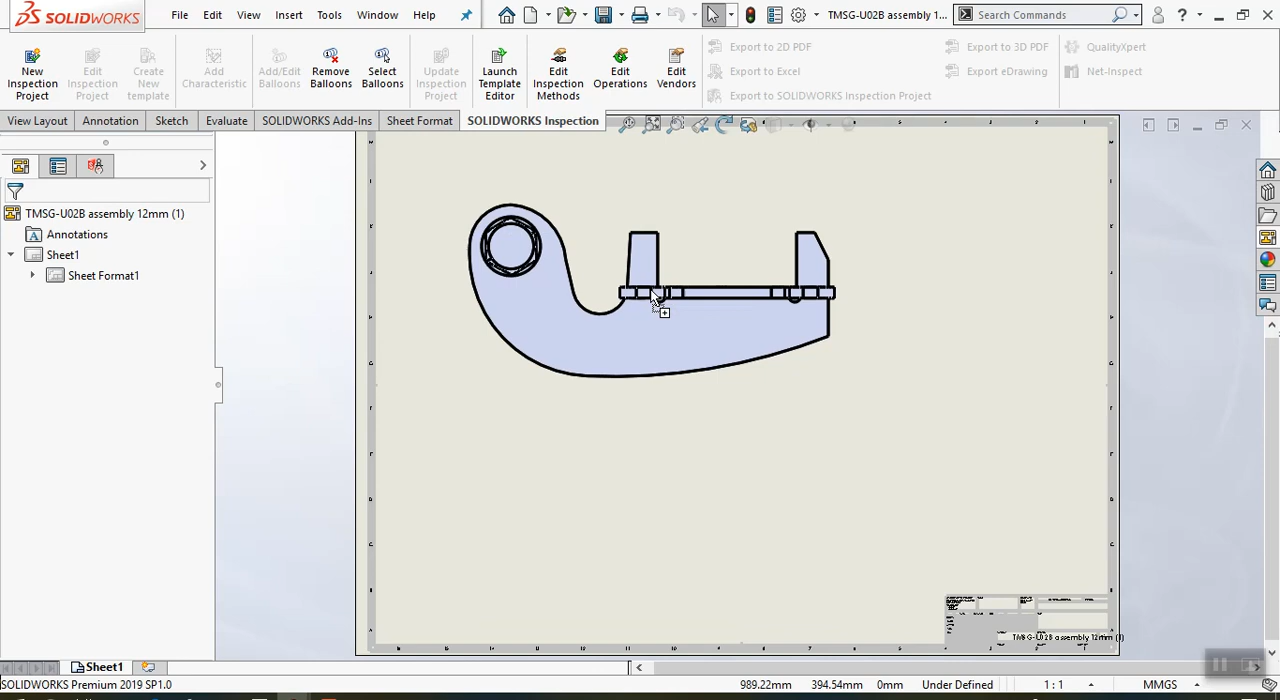 SOLIDWORKS File Edit View Insert Tools Window Help TMSG-U02B assembly 1... Search Commands ?
New Inspection Project
Edit Inspection Project
Create New template
Add Characteristic
Add/Edit Balloons
Remove Balloons
Select Balloons
Update Inspection Project
Launch Template Editor
Edit Inspection Methods
Edit Operations
Edit Vendors
Export to 2D PDF
Export to Excel
Export to SOLIDWORKS Inspection Project
Export to 3D PDF
Export eDrawing
QualityXpert
Net-Inspect
View Layout Annotation Sketch Evaluate SOLIDWORKS Add-Ins Sheet Format SOLIDWORKS Inspection
TMSG-U02B assembly 12mm (1)
Annotations
Sheet1
Sheet Format1
TMSG-U02B assembly 12mm (1)
Sheet1
SOLIDWORKS Premium 2019 SP1.0 989.22mm 394.54mm 0mm Under Defined 1 : 1 MMGS